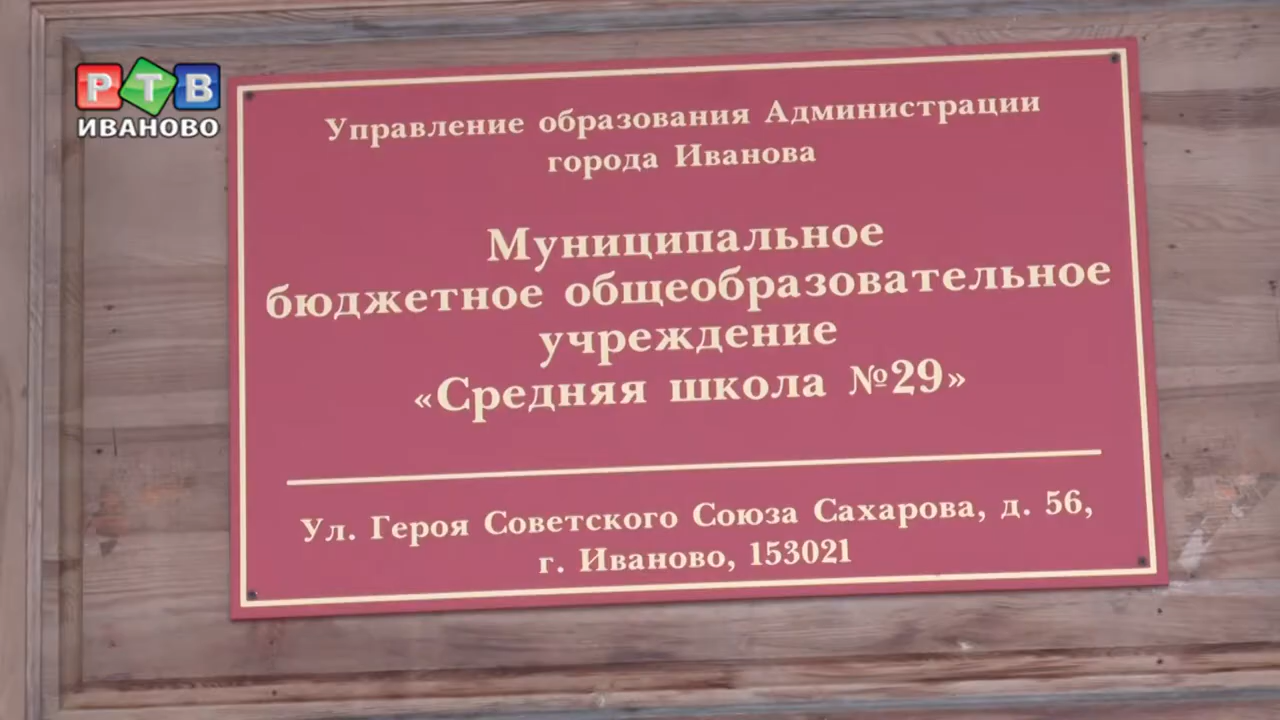 РТВ
ИВАНОВО
Управление образования Администрации
города Иванова
Муниципальное
бюджетное общеобразовательное
учреждение
«Средняя школа №29»
Ул. Героя Советского Союза Сахарова, д. 56,
г. Иваново, 153021